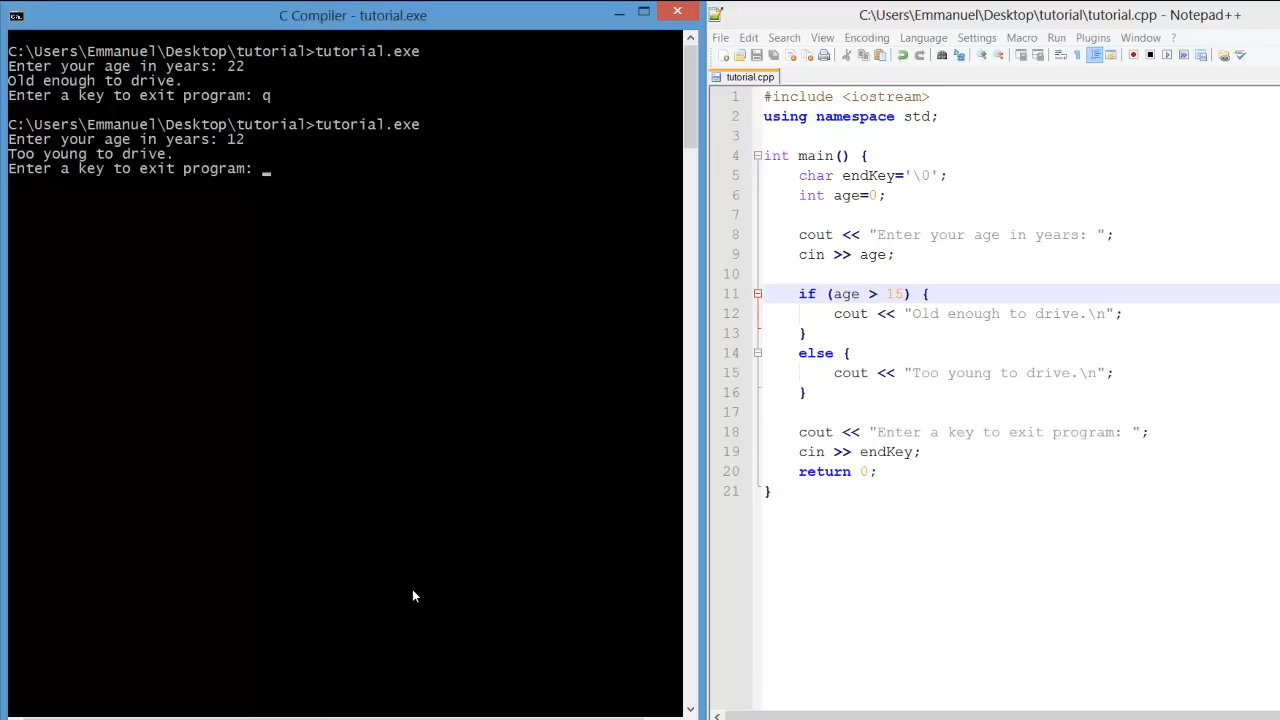 C:\. C Compiler - tutorial.exe
C:\Users\Emmanuel\Desktop\tutorial>tutorial.exe
Enter your age in years: 22
Old enough to drive.
Enter a key to exit program: q
C:\Users\Emmanuel\Desktop\tutorial>tutorial.exe
Enter your age in years: 12
Too young to drive.
Enter a key to exit program: _
C:\Users\Emmanuel\Desktop\tutorial\tutorial.cpp - Notepad++
File Edit Search View Encoding Language Settings Macro Run Plugins Window ?
tutorial.cpp
1 #include <iostream>
2 using namespace std;
3
4 int main() {
5 char endKey='\0';
6 int age=0;
7
8 cout << "Enter your age in years: ";
9 cin >> age;
10
11 if (age > 15) {
12 cout << "Old enough to drive.\n";
13 }
14 else {
15 cout << "Too young to drive.\n";
16 }
17
18 cout << "Enter a key to exit program: ";
19 cin >> endKey;
20 return 0;
21 }